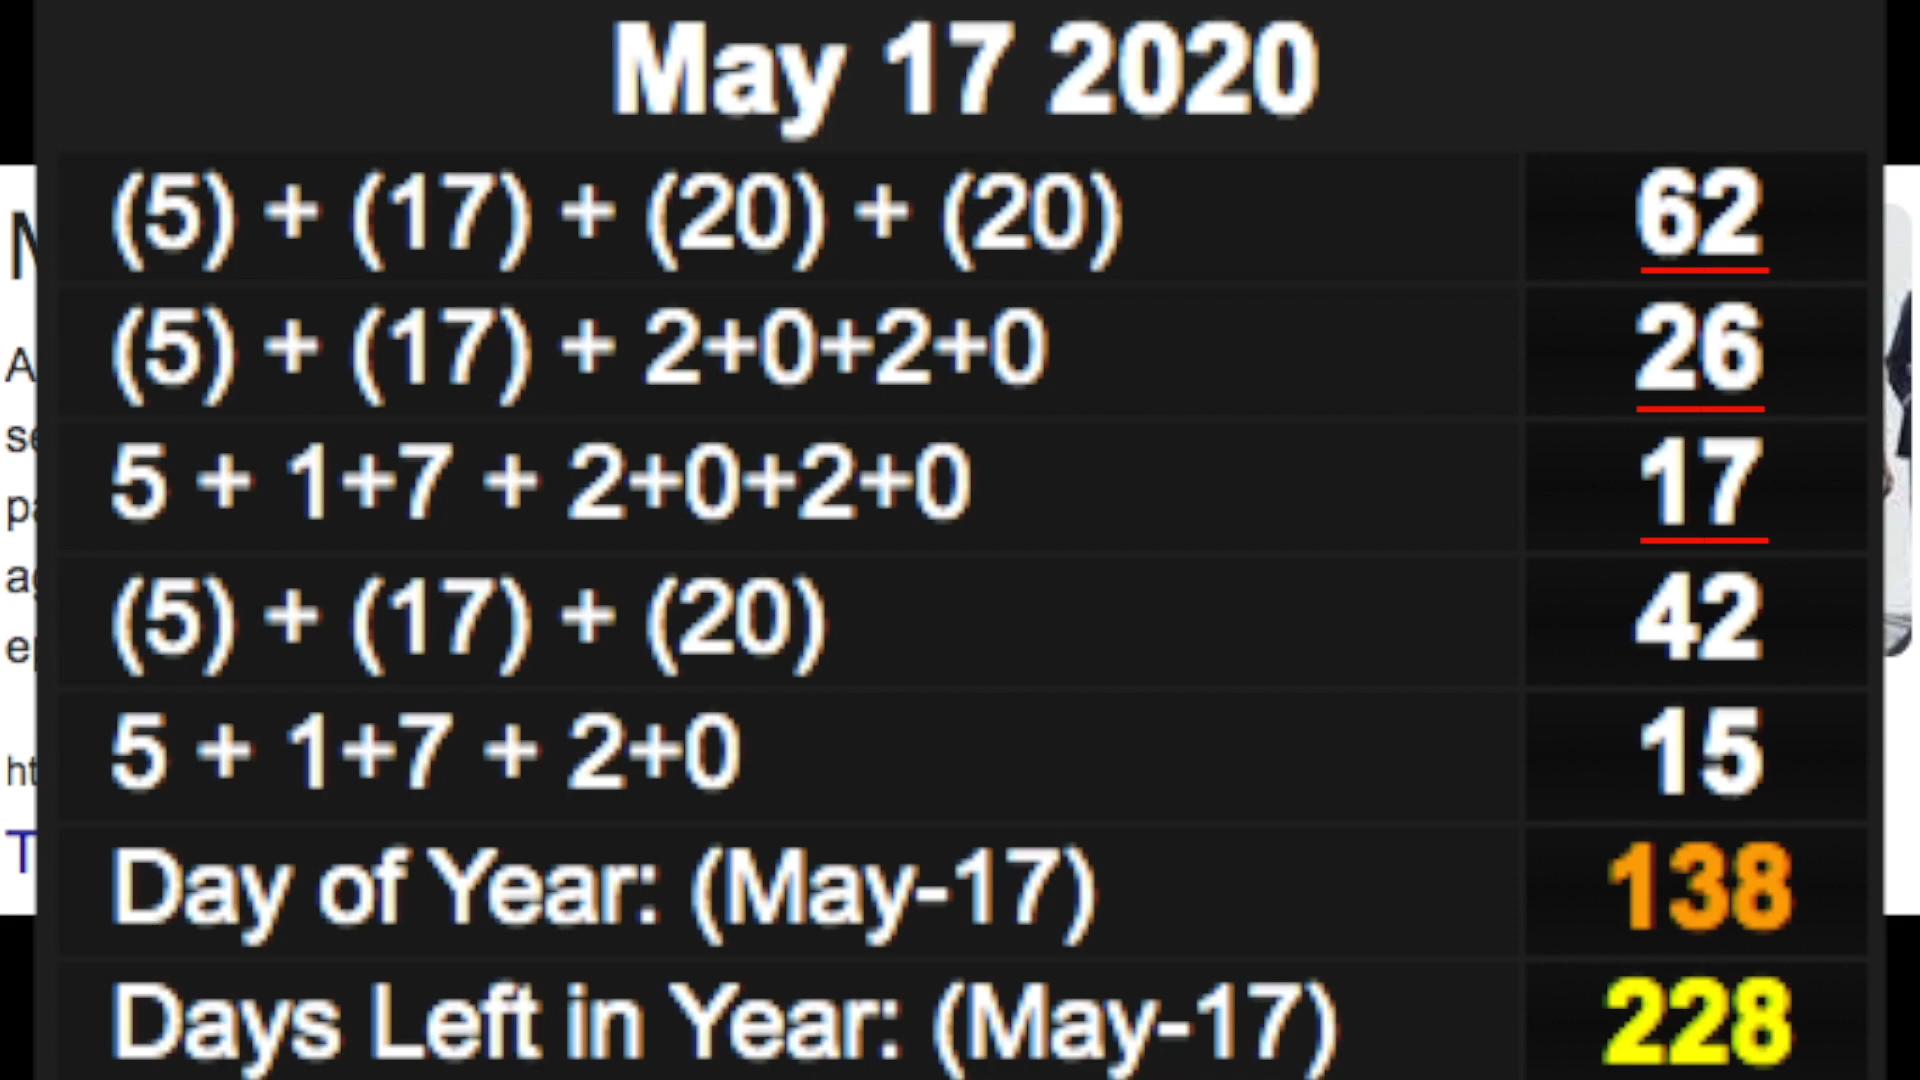 May 17 2020
(5) + (17) + (20) + (20) 62
(5) + (17) + 2+0+2+0 26
5 + 1+7 + 2+0+2+0 17
(5) + (17) + (20) 42
5 + 1+7 + 2+0 15
Day of Year: (May-17) 138
Days Left in Year: (May-17) 228